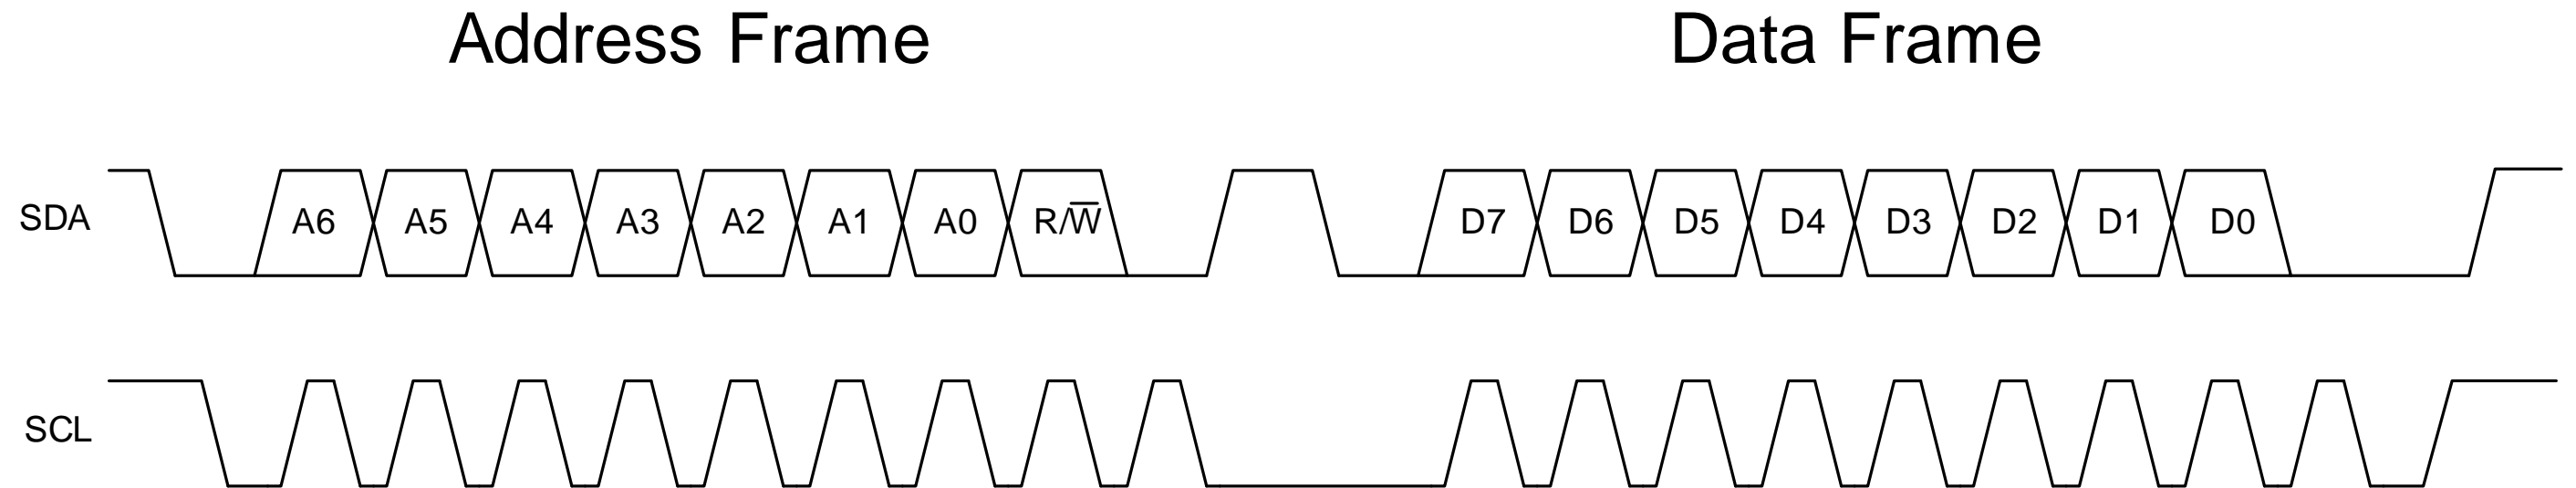 Address Frame Data Frame
SDA A6 A5 A4 A3 A2 A1 A0 R/W̅ D7 D6 D5 D4 D3 D2 D1 D0
SCL